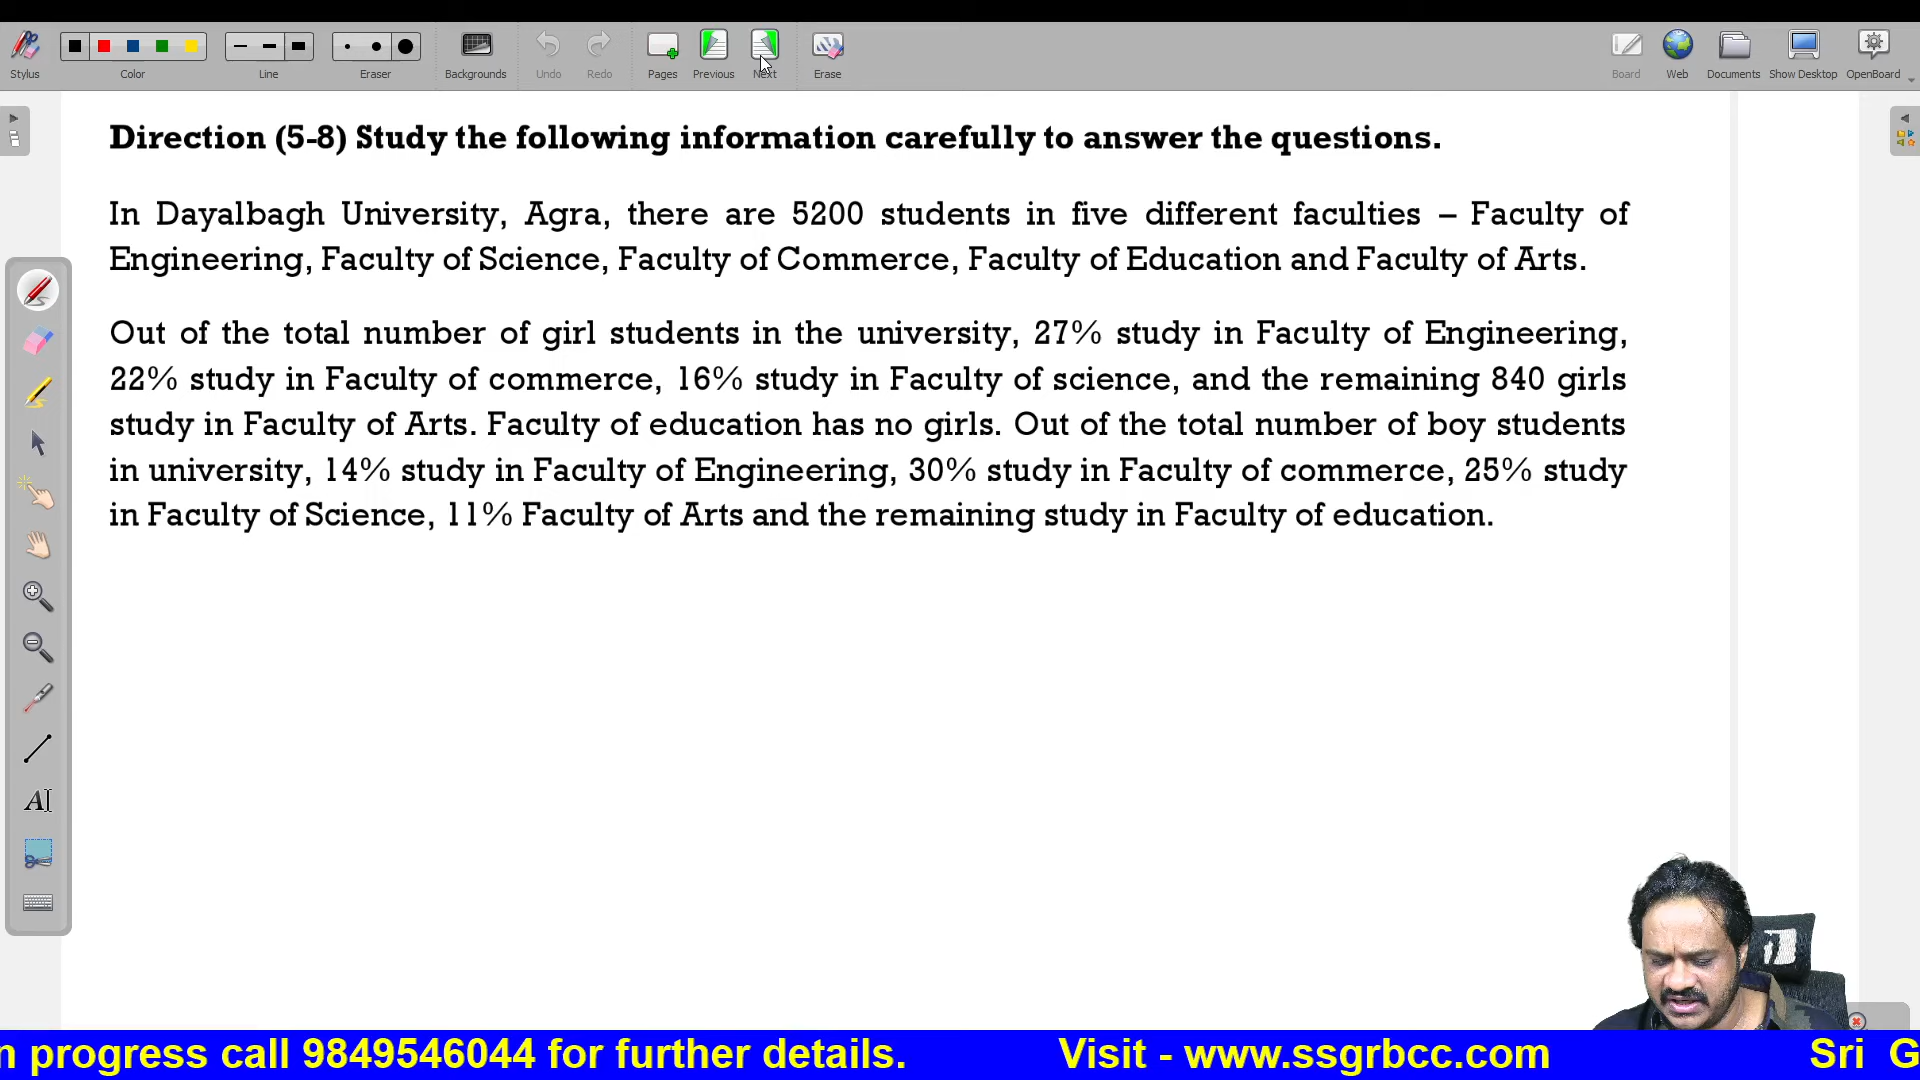 Stylus
Color
Line
Eraser
Backgrounds
Undo
Redo
Pages
Previous
Next
Erase
Board
Web
Documents
Show Desktop
OpenBoard
Direction (5-8) Study the following information carefully to answer the questions.
In Dayalbagh University, Agra, there are 5200 students in five different faculties – Faculty of
Engineering, Faculty of Science, Faculty of Commerce, Faculty of Education and Faculty of Arts.
Out of the total number of girl students in the university, 27% study in Faculty of Engineering,
22% study in Faculty of commerce, 16% study in Faculty of science, and the remaining 840 girls
study in Faculty of Arts. Faculty of education has no girls. Out of the total number of boy students
in university, 14% study in Faculty of Engineering, 30% study in Faculty of commerce, 25% study
in Faculty of Science, 11% Faculty of Arts and the remaining study in Faculty of education.
n progress call 9849546044 for further details. Visit - www.ssgrbcc.com Sri G